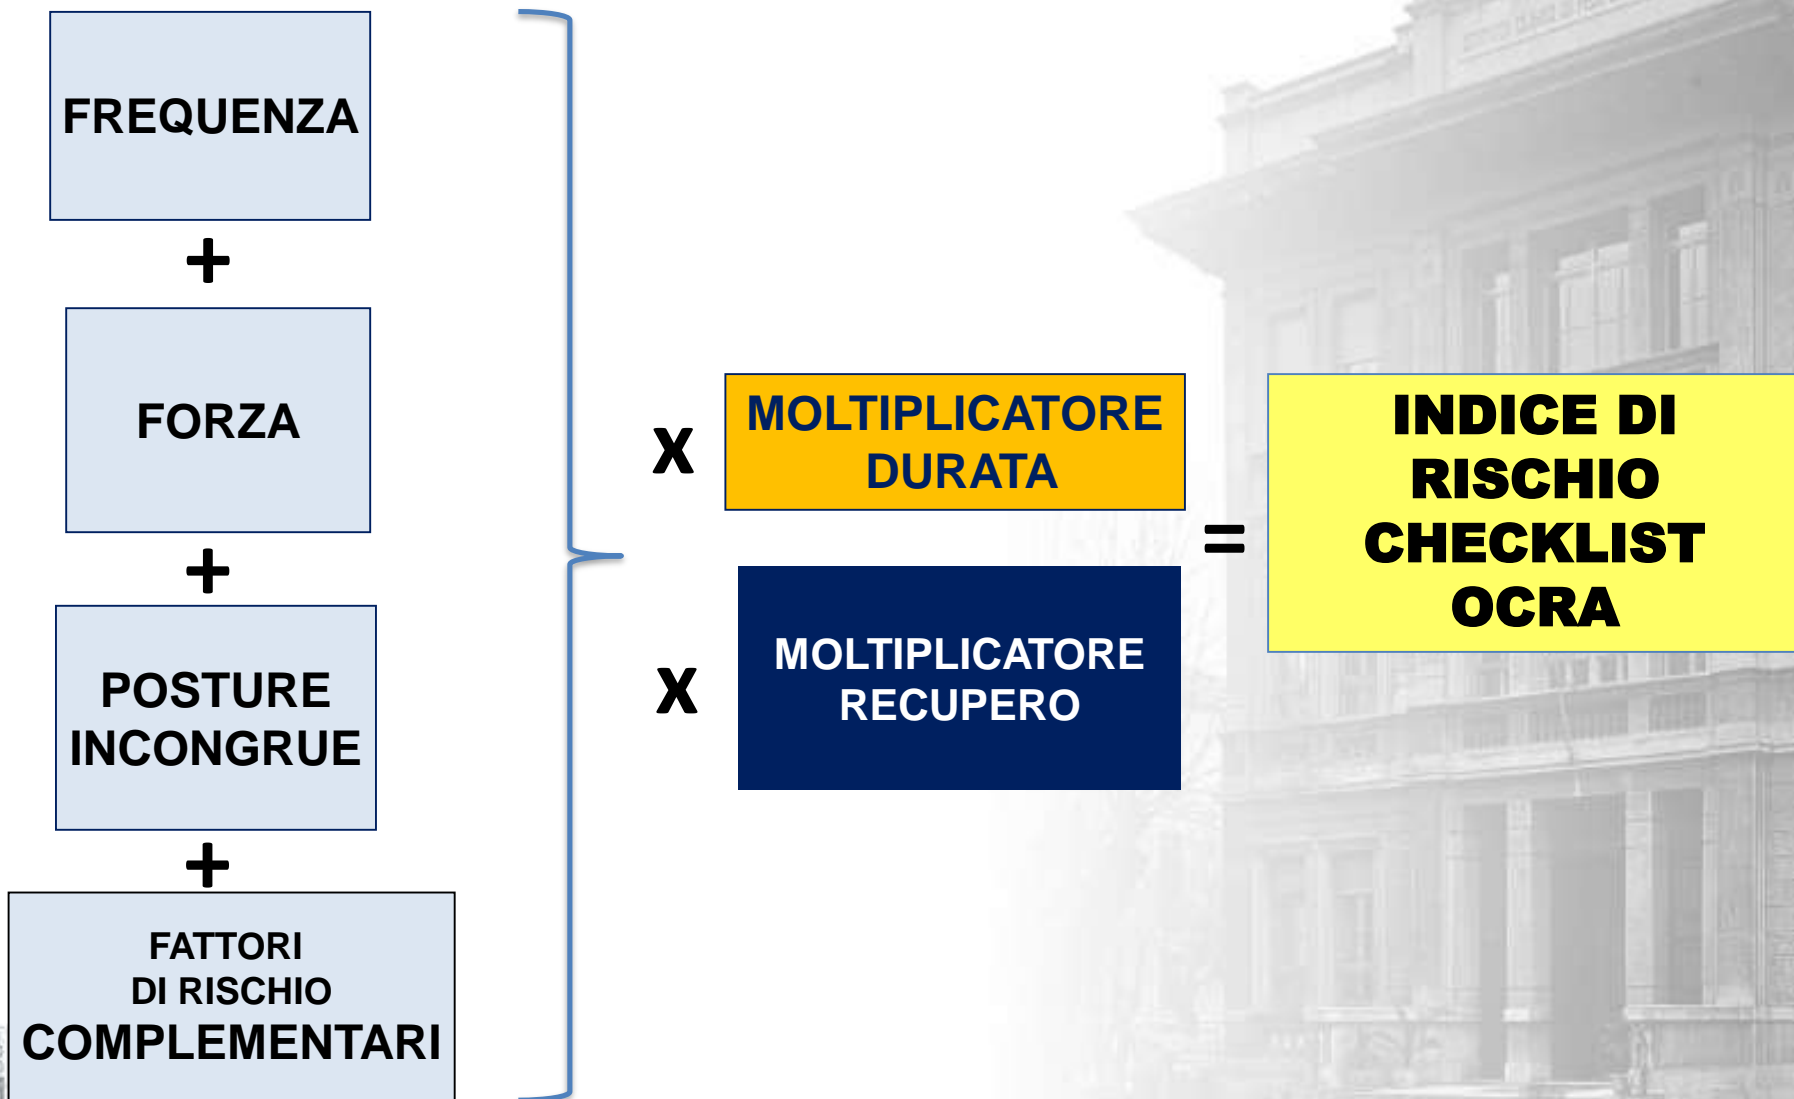 FREQUENZA
+
FORZA
+
POSTURE
INCONGRUE
+
FATTORI
DI RISCHIO
COMPLEMENTARI
x
MOLTIPLICATORE
DURATA
x
MOLTIPLICATORE
RECUPERO
=
INDICE DI
RISCHIO
CHECKLIST
OCRA